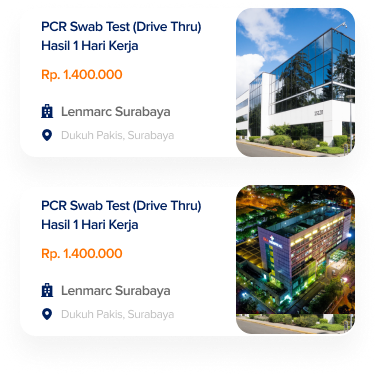 PCR Swab Test (Drive Thru)
Hasil 1 Hari Kerja
Rp. 1.400.000
Lenmarc Surabaya
Dukuh Pakis, Surabaya
PCR Swab Test (Drive Thru)
Hasil 1 Hari Kerja
Rp. 1.400.000
Lenmarc Surabaya
Dukuh Pakis, Surabaya